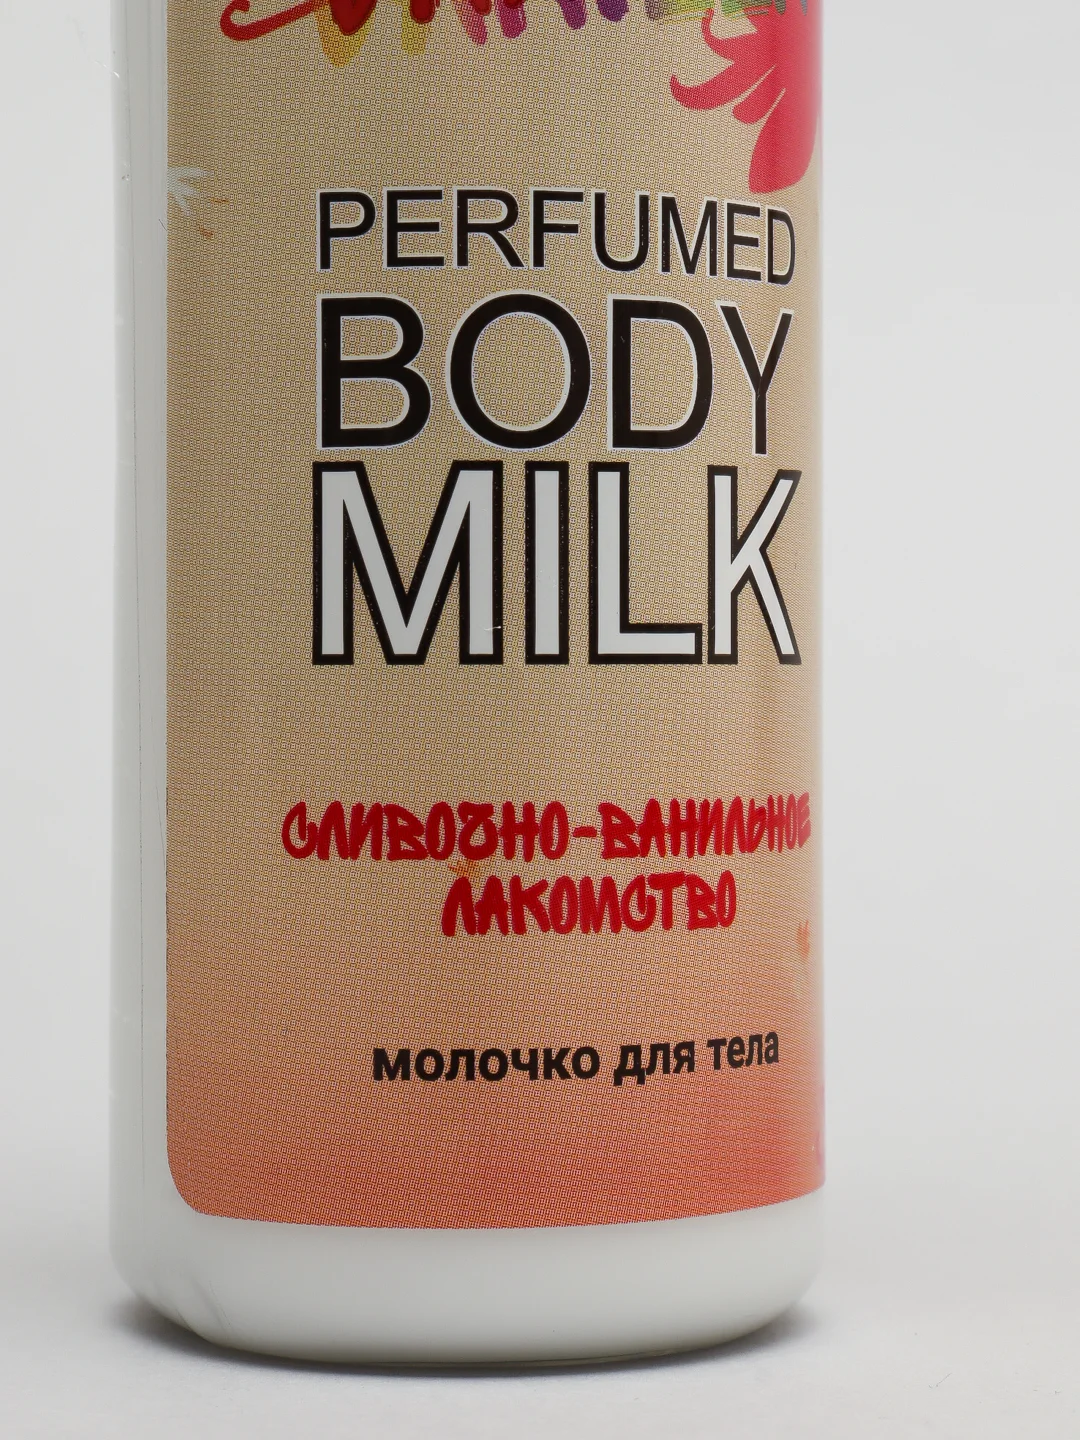 PERFUMED
BODY
MILK
СЛИВОЧНО-ВАНИЛЬНОЕ
ЛАКОМСТВО
молочко для тела